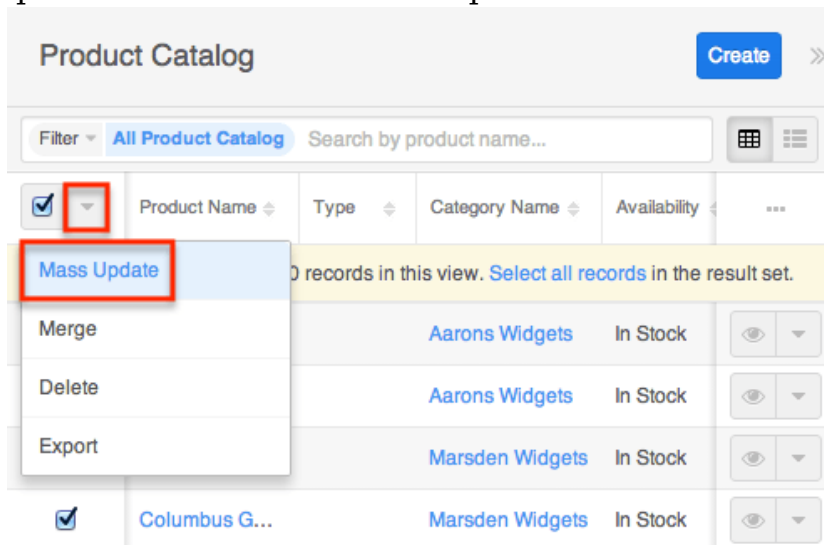 Product Catalog Create »
Filter All Product Catalog Search by product name...
Product Name Type Category Name Availability ...
Mass Update records in this view. Select all records in the result set.
Merge Aarons Widgets In Stock
Delete Aarons Widgets In Stock
Export Marsden Widgets In Stock
Columbus G... Marsden Widgets In Stock